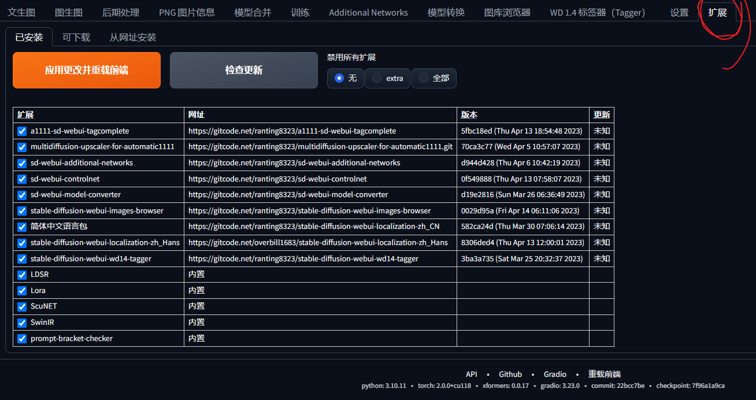 文生图 图生图 后期处理 PNG 图片信息 模型合并 训练 Additional Networks 模型转换 图库浏览器 WD 1.4 标签器（Tagger） 设置 扩展
已安装 可下载 从网址安装
禁用所有扩展
应用更改并重载前端 检查更新 无 extra 全部
扩展 网址 版本 更新
a1111-sd-webui-tagcomplete https://gitcode.net/ranting8323/a1111-sd-webui-tagcomplete 5fbc18ed (Thu Apr 13 18:54:48 2023) 未知
multidiffusion-upscaler-for-automatic1111 https://gitcode.net/ranting8323/multidiffusion-upscaler-for-automatic1111.git 70ca3c77 (Wed Apr 5 10:57:07 2023) 未知
sd-webui-additional-networks https://gitcode.net/ranting8323/sd-webui-additional-networks d944d428 (Thu Apr 6 10:42:19 2023) 未知
sd-webui-controlnet https://gitcode.net/ranting8323/sd-webui-controlnet 0f549888 (Thu Apr 13 07:58:07 2023) 未知
sd-webui-model-converter https://gitcode.net/ranting8323/sd-webui-model-converter d19e2816 (Sun Mar 26 06:36:49 2023) 未知
stable-diffusion-webui-images-browser https://gitcode.net/ranting8323/stable-diffusion-webui-images-browser 0029d95a (Fri Apr 14 06:11:06 2023) 未知
简体中文语言包 https://gitcode.net/ranting8323/stable-diffusion-webui-localization-zh_CN 582ca24d (Thu Mar 30 07:06:14 2023) 未知
stable-diffusion-webui-localization-zh_Hans https://gitcode.net/overbill1683/stable-diffusion-webui-localization-zh_Hans 8306ded4 (Thu Apr 13 12:00:01 2023) 未知
stable-diffusion-webui-wd14-tagger https://gitcode.net/ranting8323/stable-diffusion-webui-wd14-tagger 3ba3a735 (Sat Mar 25 20:32:37 2023) 未知
LDSR 内置
Lora 内置
ScuNET 内置
SwinIR 内置
prompt-bracket-checker 内置
API • Github • Gradio • 重载前端
python: 3.10.11 • torch: 2.0.0+cu118 • xformers: 0.0.17 • gradio: 3.23.0 • commit: 22bcc7be • checkpoint: 7f96a1a9ca